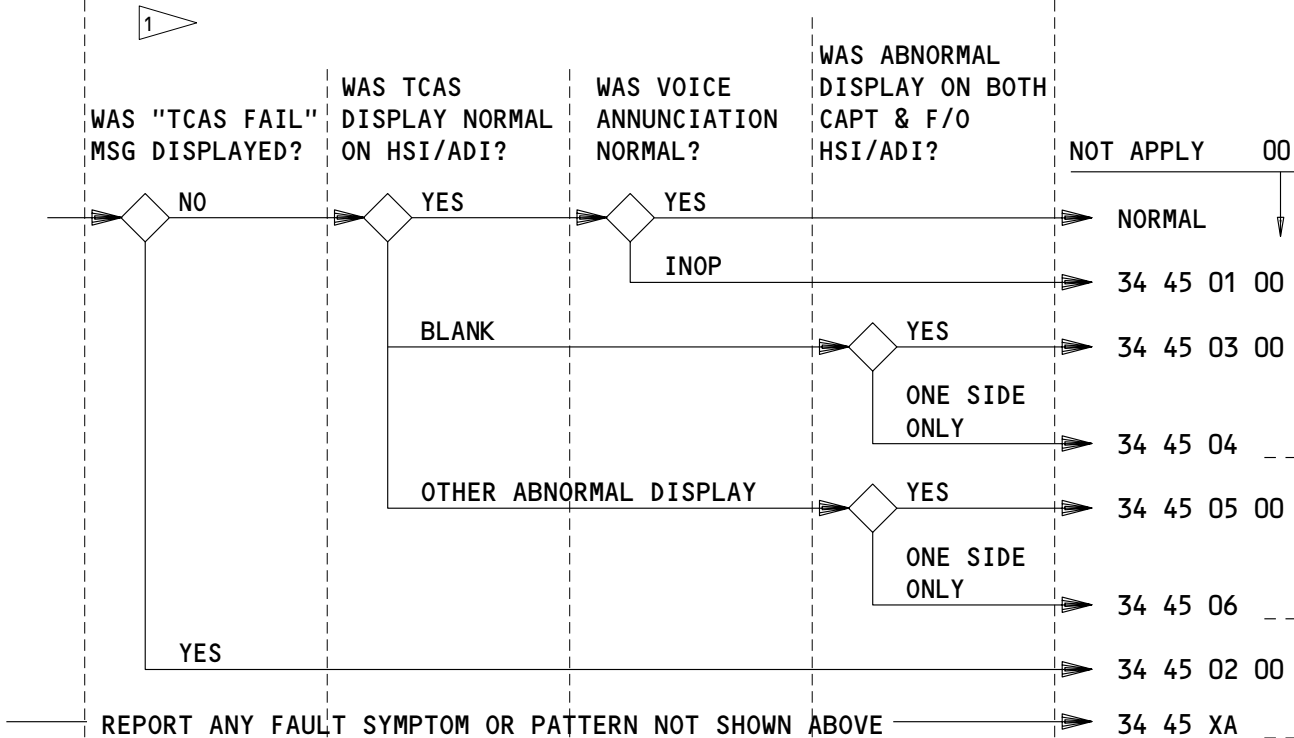 1
WAS "TCAS FAIL"
MSG DISPLAYED?
WAS TCAS
DISPLAY NORMAL
ON HSI/ADI?
WAS VOICE
ANNUNCIATION
NORMAL?
WAS ABNORMAL
DISPLAY ON BOTH
CAPT & F/O
HSI/ADI?
NOT APPLY 00
NO
YES
YES
NORMAL
INOP
34 45 01 00
BLANK
YES
34 45 03 00
ONE SIDE
ONLY
34 45 04 _ _
OTHER ABNORMAL DISPLAY
YES
34 45 05 00
ONE SIDE
ONLY
34 45 06 _ _
YES
34 45 02 00
REPORT ANY FAULT SYMPTOM OR PATTERN NOT SHOWN ABOVE
34 45 XA _ _